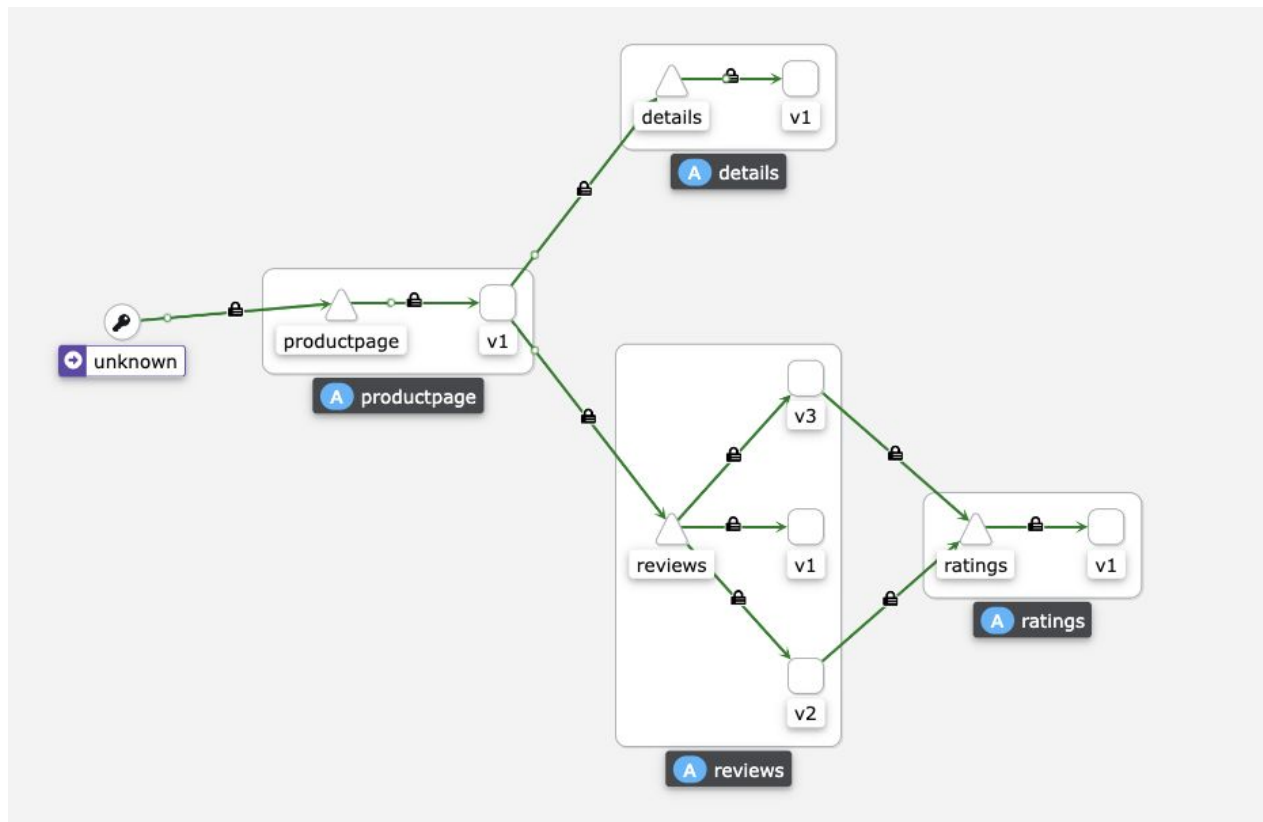 details
v1
A details
productpage
v1
unknown
A productpage
v3
reviews
v1
ratings
v1
A ratings
v2
A reviews